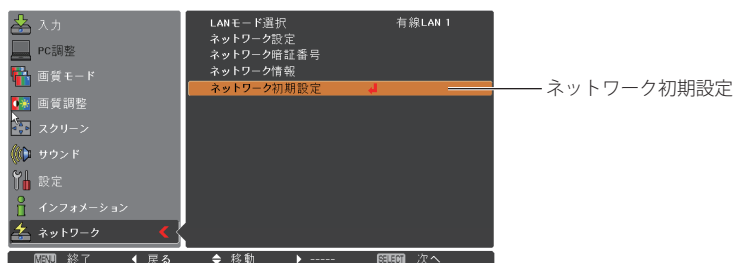 入力
PC調整
画質モード
画質調整
スクリーン
サウンド
設定
インフォメーション
ネットワーク
LANモード選択 有線LAN 1
ネットワーク設定
ネットワーク暗証番号
ネットワーク情報
ネットワーク初期設定
ネットワーク初期設定
MENU 終了 戻る 移動 ----- SELECT 次へ